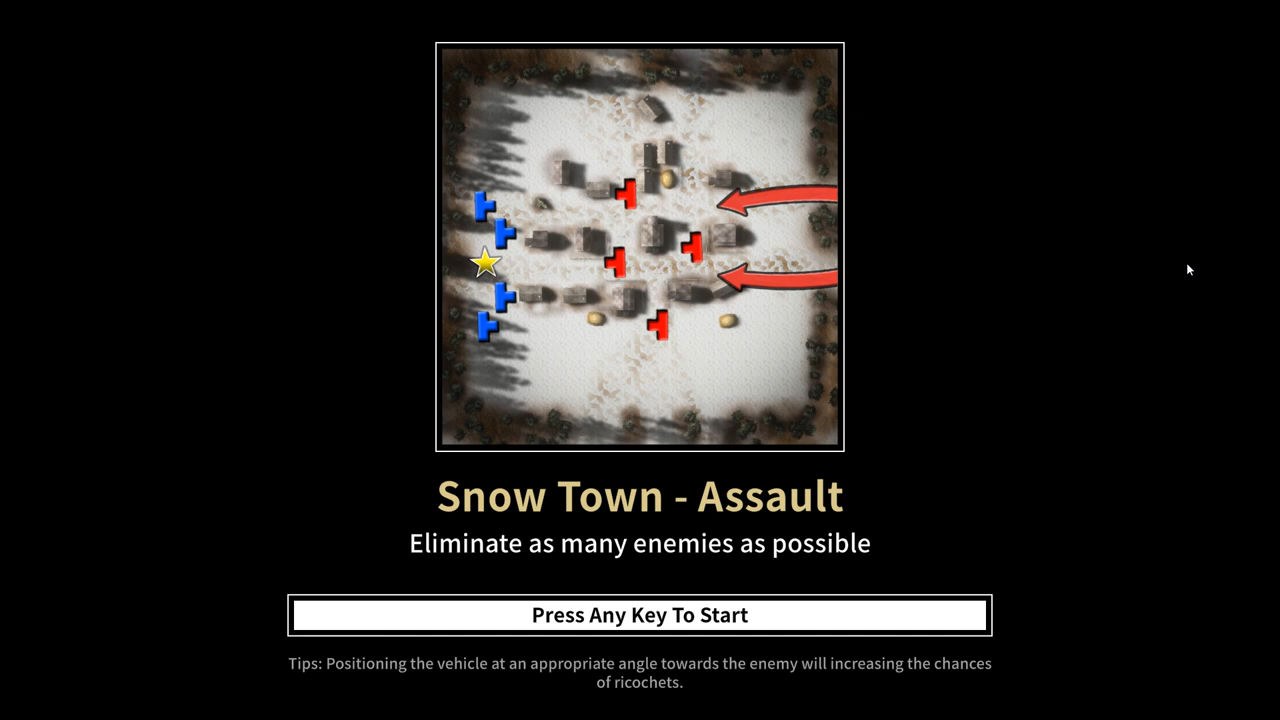 Snow Town - Assault
Eliminate as many enemies as possible
Press Any Key To Start
Tips: Positioning the vehicle at an appropriate angle towards the enemy will increasing the chances
of ricochets.